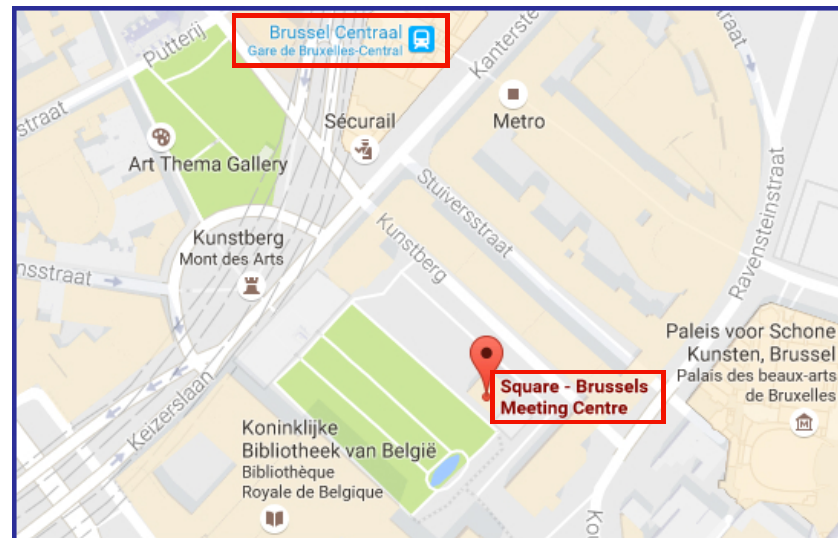 Brussel Centraal
Gare de Bruxelles-Central
Putterij
Kanterste
straat
Sécurail
Metro
Art Thema Gallery
Stuiversstraat
Ravensteinstraat
Kunstberg
Mont des Arts
Kunstberg
nsstraat
Paleis voor Schone
Kunsten, Brussel
Palais des beaux-arts
de Bruxelles
Square - Brussels
Meeting Centre
Keizerslaan
Koninklijke
Bibliotheek van België
Bibliothèque
Royale de Belgique